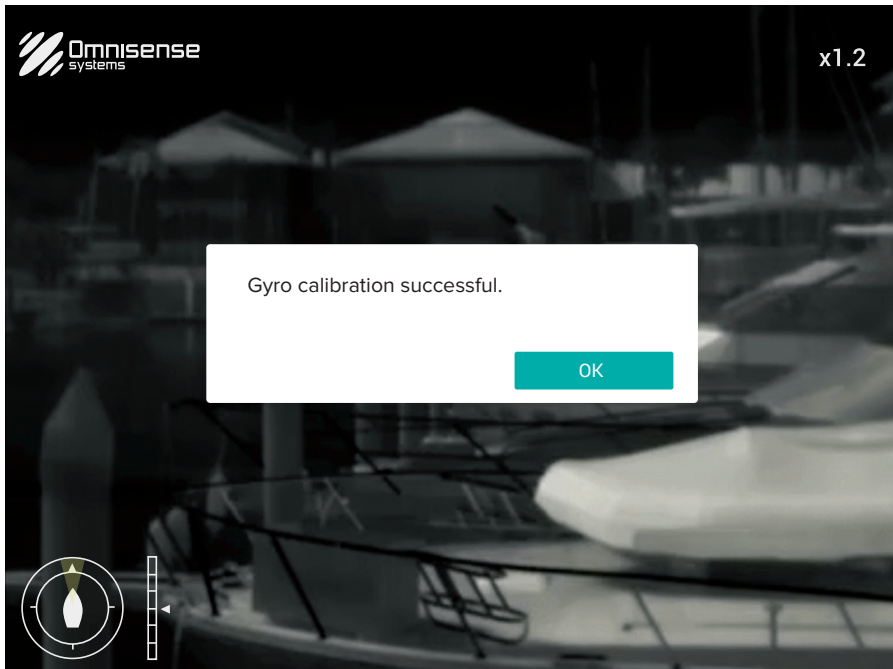 Omnisense
systems
x1.2
Gyro calibration successful.
OK